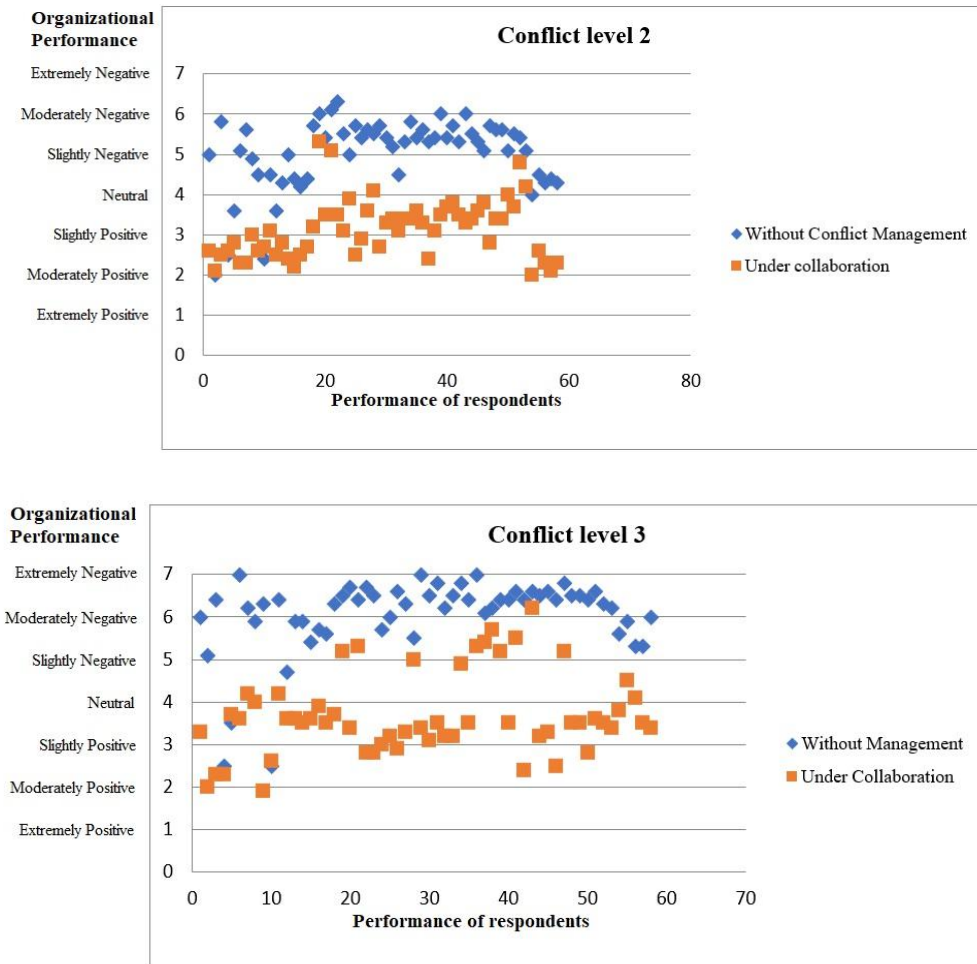 Organizational
Performance
Conflict level 2
Extremely Negative
7
Moderately Negative
6
Slightly Negative
5
Neutral
4
Slightly Positive
3
Moderately Positive
2
Extremely Positive
1
0
Without Conflict Management
Under collaboration
0 20 40 60 80
Performance of respondents
Organizational
Performance
Conflict level 3
Extremely Negative
7
Moderately Negative
6
Slightly Negative
5
Neutral
4
Slightly Positive
3
Moderately Positive
2
Extremely Positive
1
0
Without Management
Under Collaboration
0 10 20 30 40 50 60 70
Performance of respondents